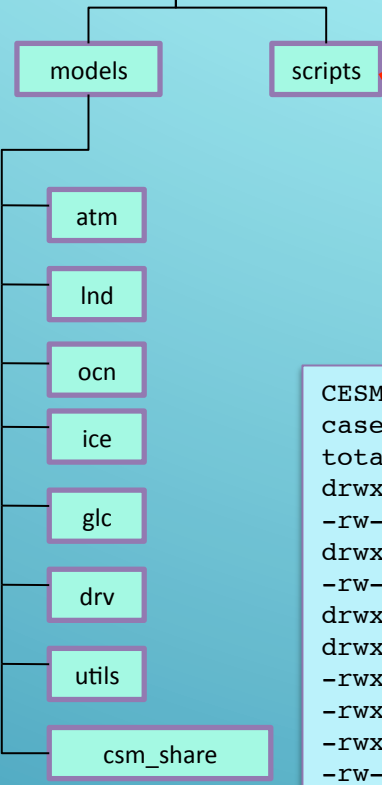 models
scripts
atm
lnd
ocn
ice
glc
drv
utils
csm_share
CESM
case
tota
drwx
-rw-
drwx
-rw-
drwx
drwx
-rwx
-rwx
-rwx
-rw-